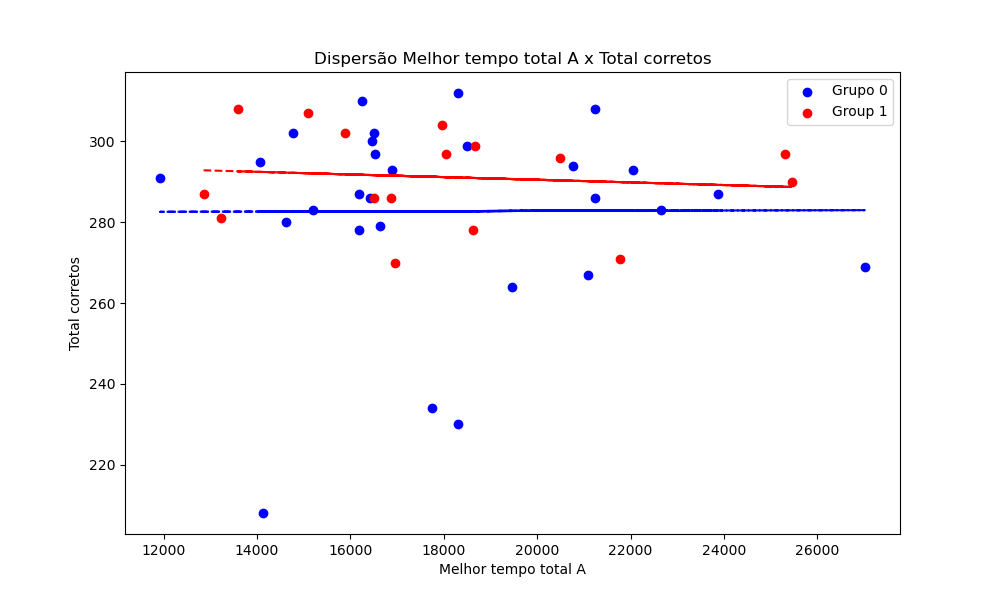 Dispersão Melhor tempo total A x Total corretos
Grupo 0
Group 1
Total corretos
300
280
260
240
220
12000 14000 16000 18000 20000 22000 24000 26000
Melhor tempo total A